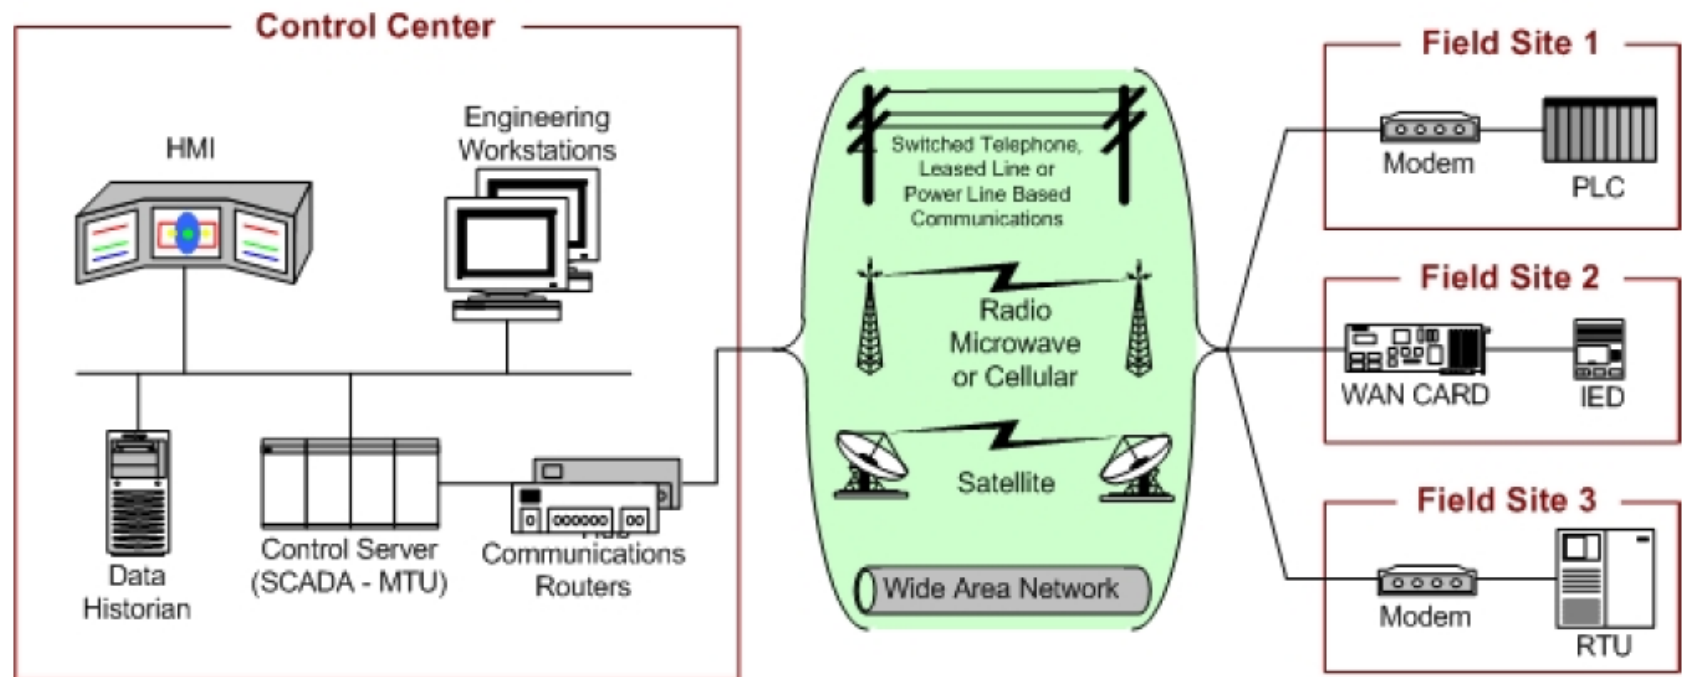 Control Center
HMI
Engineering
Workstations
Data
Historian
Control Server
(SCADA - MTU)
Communications
Routers
Switched Telephone,
Leased Line or
Power Line Based
Communications
Radio
Microwave
or Cellular
Satellite
Wide Area Network
Field Site 1
Modem
PLC
Field Site 2
WAN CARD
IED
Field Site 3
Modem
RTU